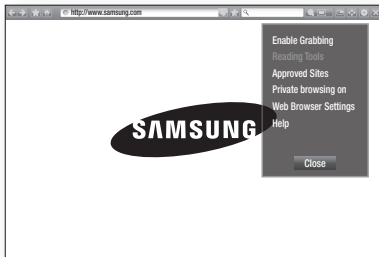 http://www.samsung.com
Enable Grabbing
Reading Tools
Approved Sites
Private browsing on
Web Browser Settings
Help
SAMSUNG
Close